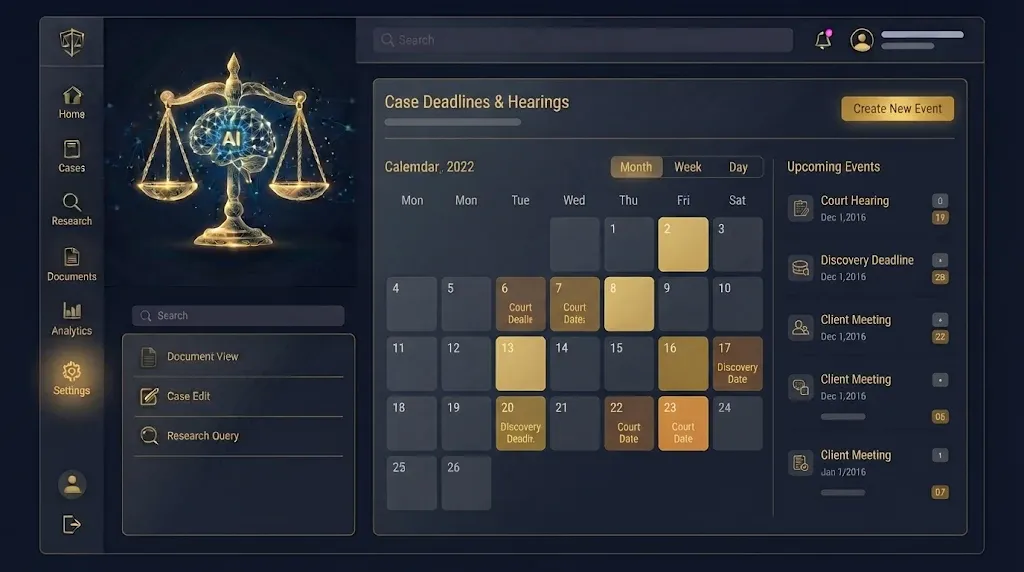 Search
Home
Cases
Research
Documents
Analytics
Settings
AI
Search
Document View
Case Edit
Research Query
Case Deadlines & Hearings
Create New Event
Calemdar, 2022
Month Week Day
Mon Mon Tue Wed Thu Fri Sat
1 2 3
4 5 6 7 8 9 10
Court
Dealle
Court
Dates
11 12 13 14 15 16 17
Discovery
Date
18 19 20 21 22 23 24
Discovery
Deadlr.
Court
Date
Court
Date
25 26
Upcoming Events
Court Hearing
0
Dec 1,2016
19
Discovery Deadline
Dec 1,2016
28
Client Meeting
Dec 1,2016
22
Client Meeting
Dec 1,2016
05
Client Meeting
1
Jan 1/2016
07